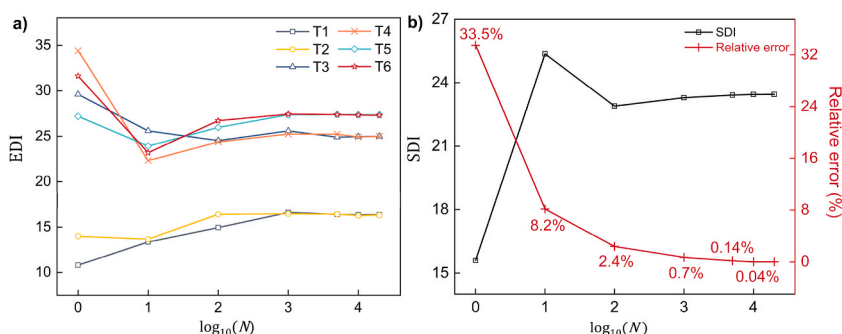 a)
T1
T4
T2
T5
T3
T6
35
30
25
20
15
10
EDI
0
1
2
3
4
log10(N)
b)
27
24
21
18
15
SDI
SDI
Relative error
33.5%
8.2%
2.4%
0.7%
0.14%
0.04%
32
24
16
8
0
Relative error (%)
0
1
2
3
4
log10(N)